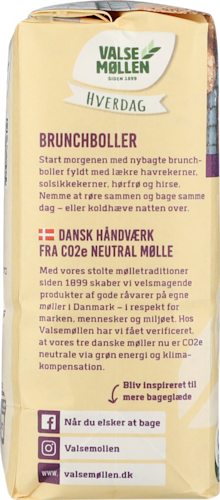 VALSE
MØLLEN
SIDEN 1899
HVERDAG
BRUNCHBOLLER
Start morgenen med nybagte brunch-
boller fyldt med lækre havrekerner,
solsikkekerner, hørfrø og hirse.
Nemme at røre sammen og bage samme
dag – eller koldhæve natten over.
DANSK HÅNDVÆRK
FRA CO2e NEUTRAL MØLLE
Med vores stolte mølletraditioner
siden 1899 skaber vi velsmagende
produkter af gode råvarer på egne
møller i Danmark – i respekt for
marken, mennesker og miljøet. Hos
Valsemøllen har vi fået verificeret,
at vores tre danske møller nu er CO2e
neutrale via grøn energi og klima-
kompensation.
Bliv inspireret til
mere bageglæde
Når du elsker at bage
Valsemollen
www. valsemøllen.dk